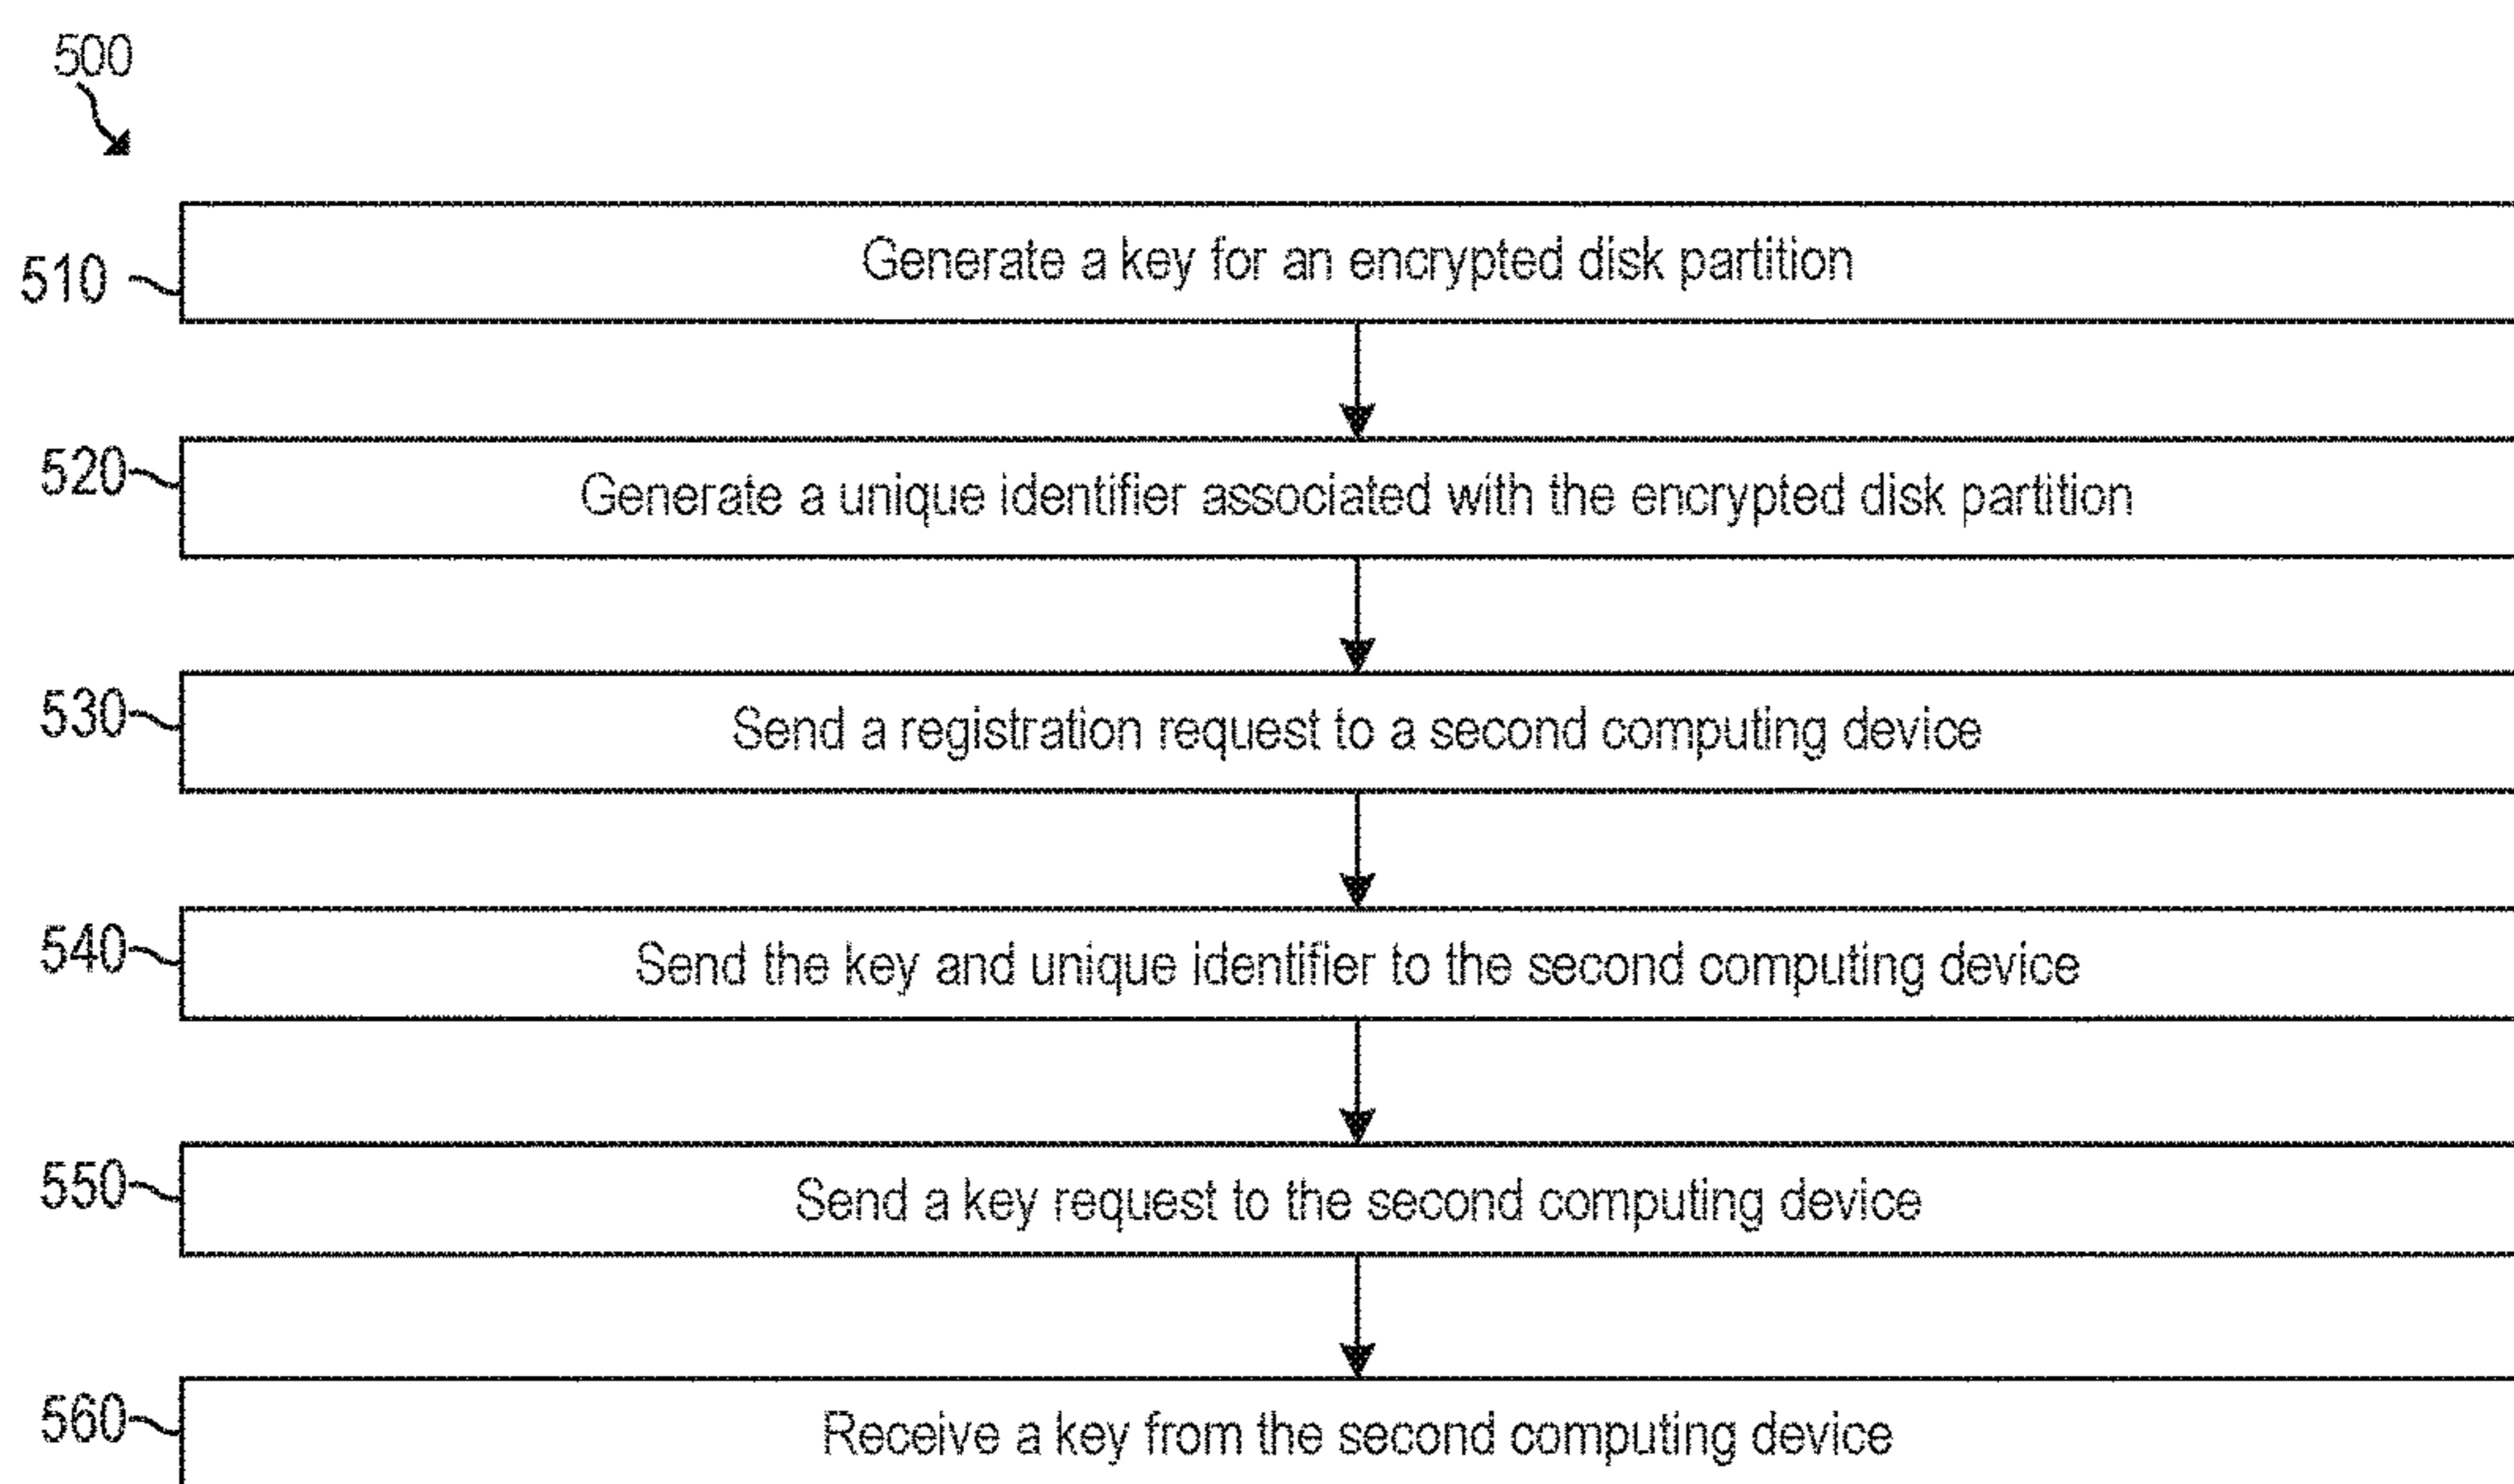 500
510 Generate a key for an encrypted disk partition
520 Generate a unique identifier associated with the encrypted disk partition
530 Send a registration request to a second computing device
540 Send the key and unique identifier to the second computing device
550 Send a key request to the second computing device
560 Receive a key from the second computing device